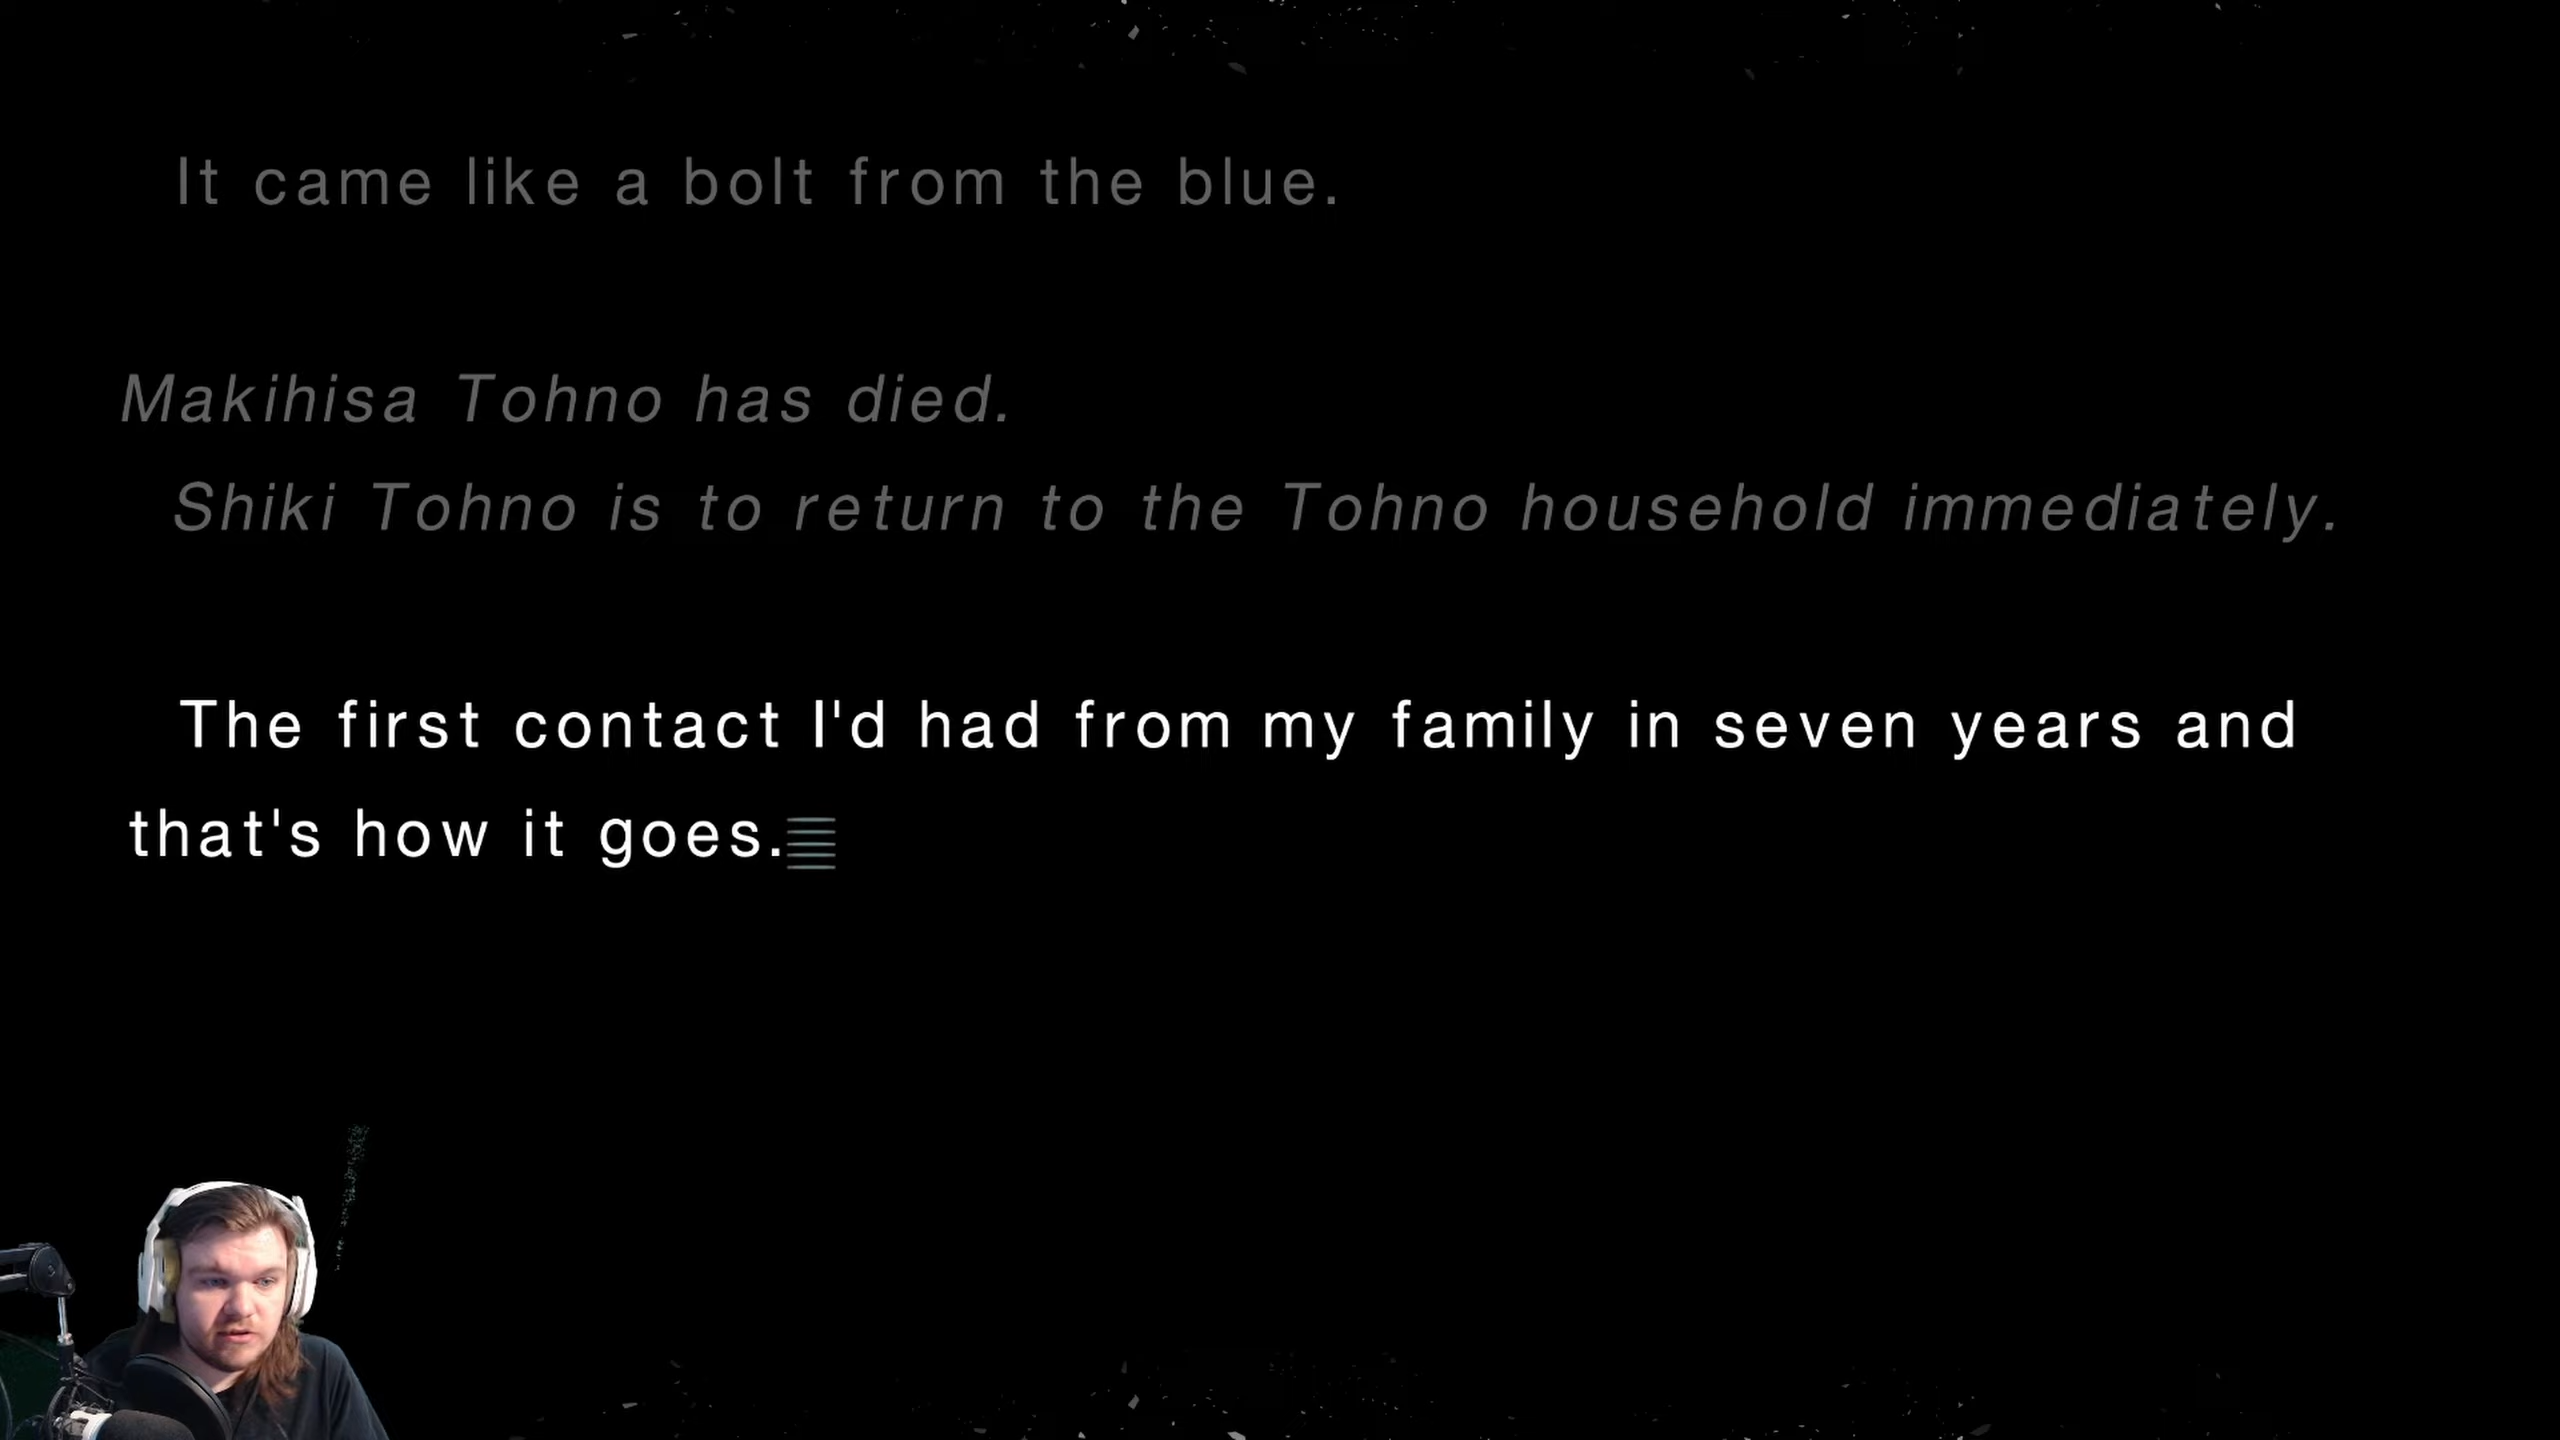 It came like a bolt from the blue.
Makihisa Tohno has died.
Shiki Tohno is to return to the Tohno household immediately.
The first contact I'd had from my family in seven years and
that's how it goes.